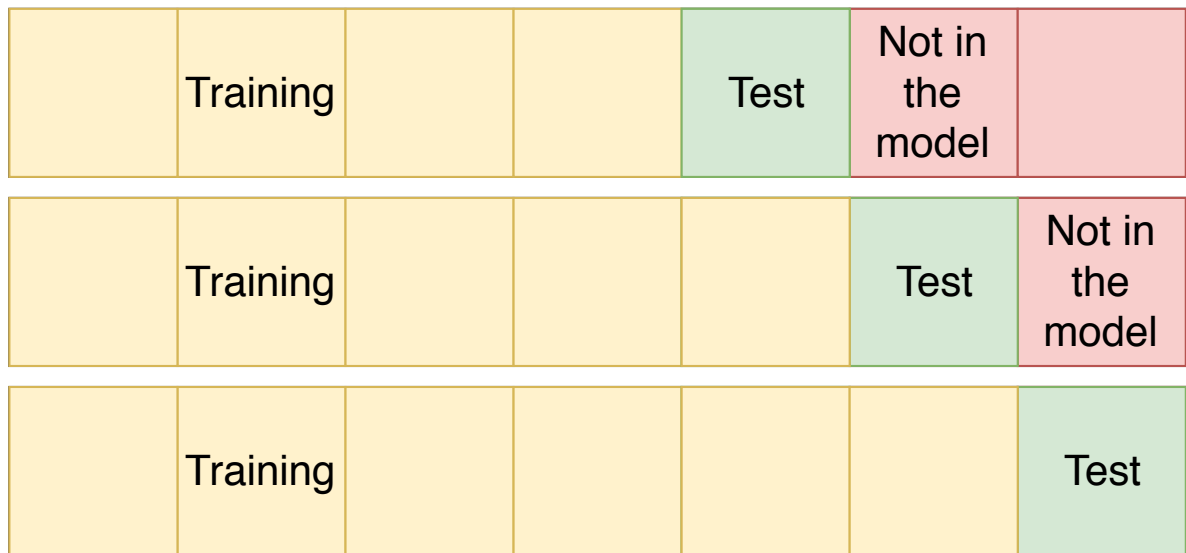 Training
Test
Not in
the
model
Training
Test
Not in
the
model
Training
Test